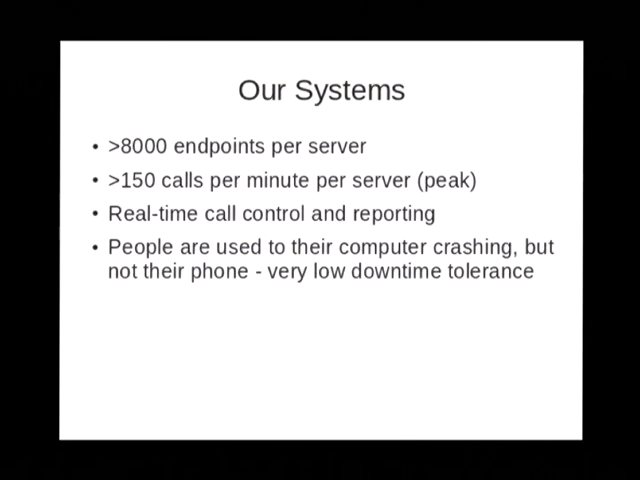 Our Systems
• >8000 endpoints per server
• >150 calls per minute per server (peak)
• Real-time call control and reporting
• People are used to their computer crashing, but
not their phone - very low downtime tolerance